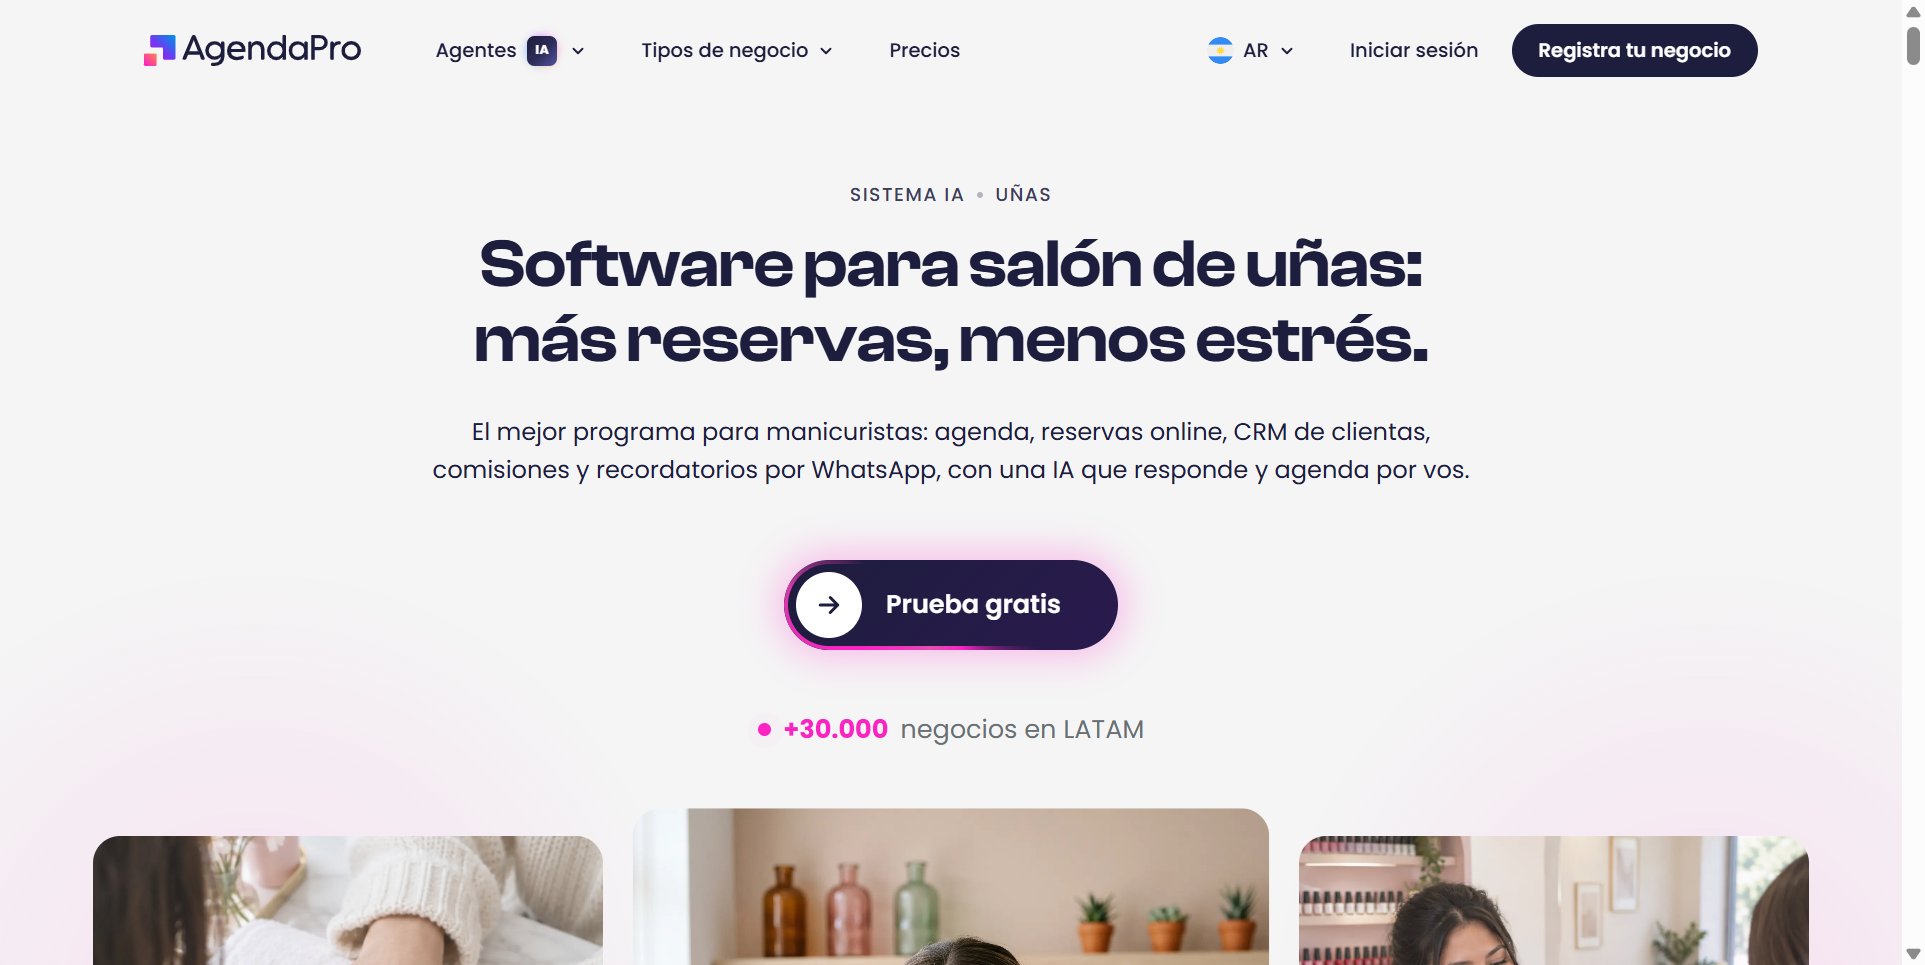 AgendaPro
Agentes IA
Tipos de negocio
Precios
AR
Iniciar sesión
Registra tu negocio
SISTEMA IA • UÑAS
Software para salón de uñas:
más reservas, menos estrés.
El mejor programa para manicuristas: agenda, reservas online, CRM de clientas,
comisiones y recordatorios por WhatsApp, con una IA que responde y agenda por vos.
Prueba gratis
+30.000 negocios en LATAM